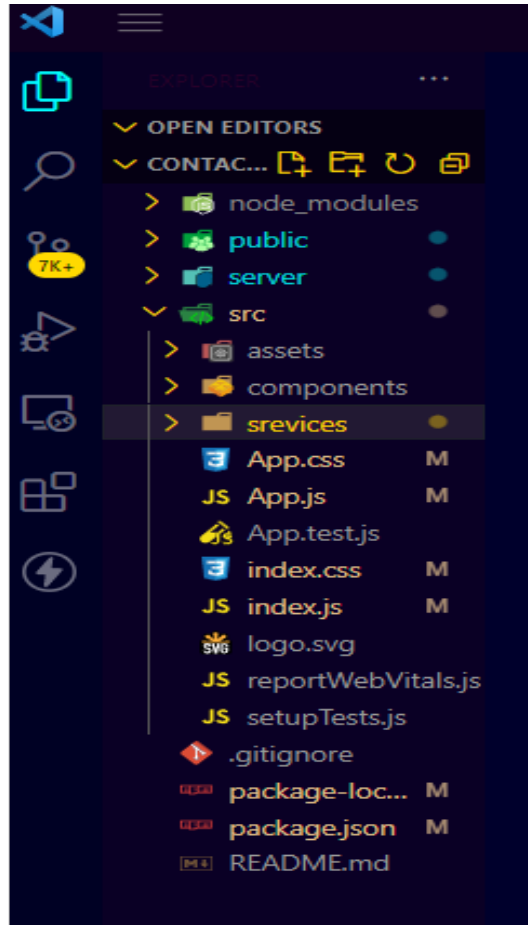 EXPLORER ...
OPEN EDITORS
CONTAC...
node_modules
public
7K+
server
src
assets
components
srevices
App.css M
JS App.js M
App.test.js
index.css M
JS index.js M
SVG logo.svg
JS reportWebVitals.js
JS setupTests.js
.gitignore
package-loc... M
package.json M
README.md